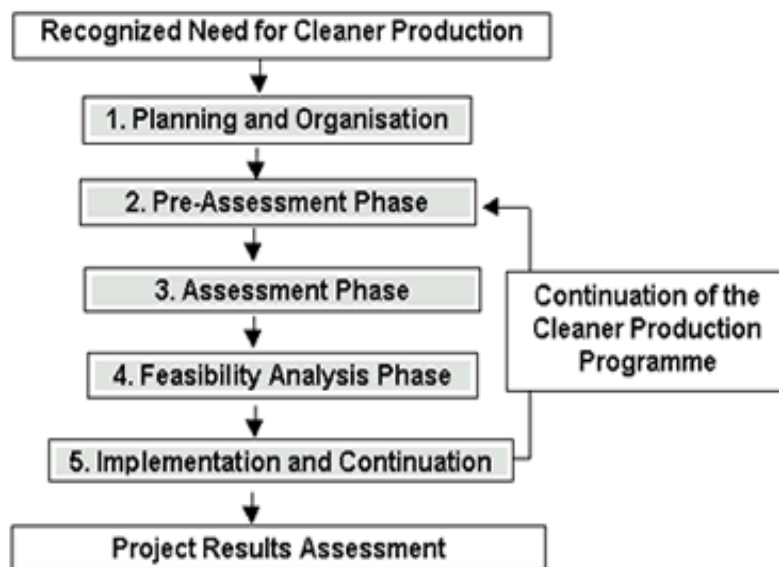 Recognized Need for Cleaner Production
1. Planning and Organisation
2. Pre-Assessment Phase
3. Assessment Phase
4. Feasibility Analysis Phase
5. Implementation and Continuation
Project Results Assessment
Continuation of the
Cleaner Production
Programme